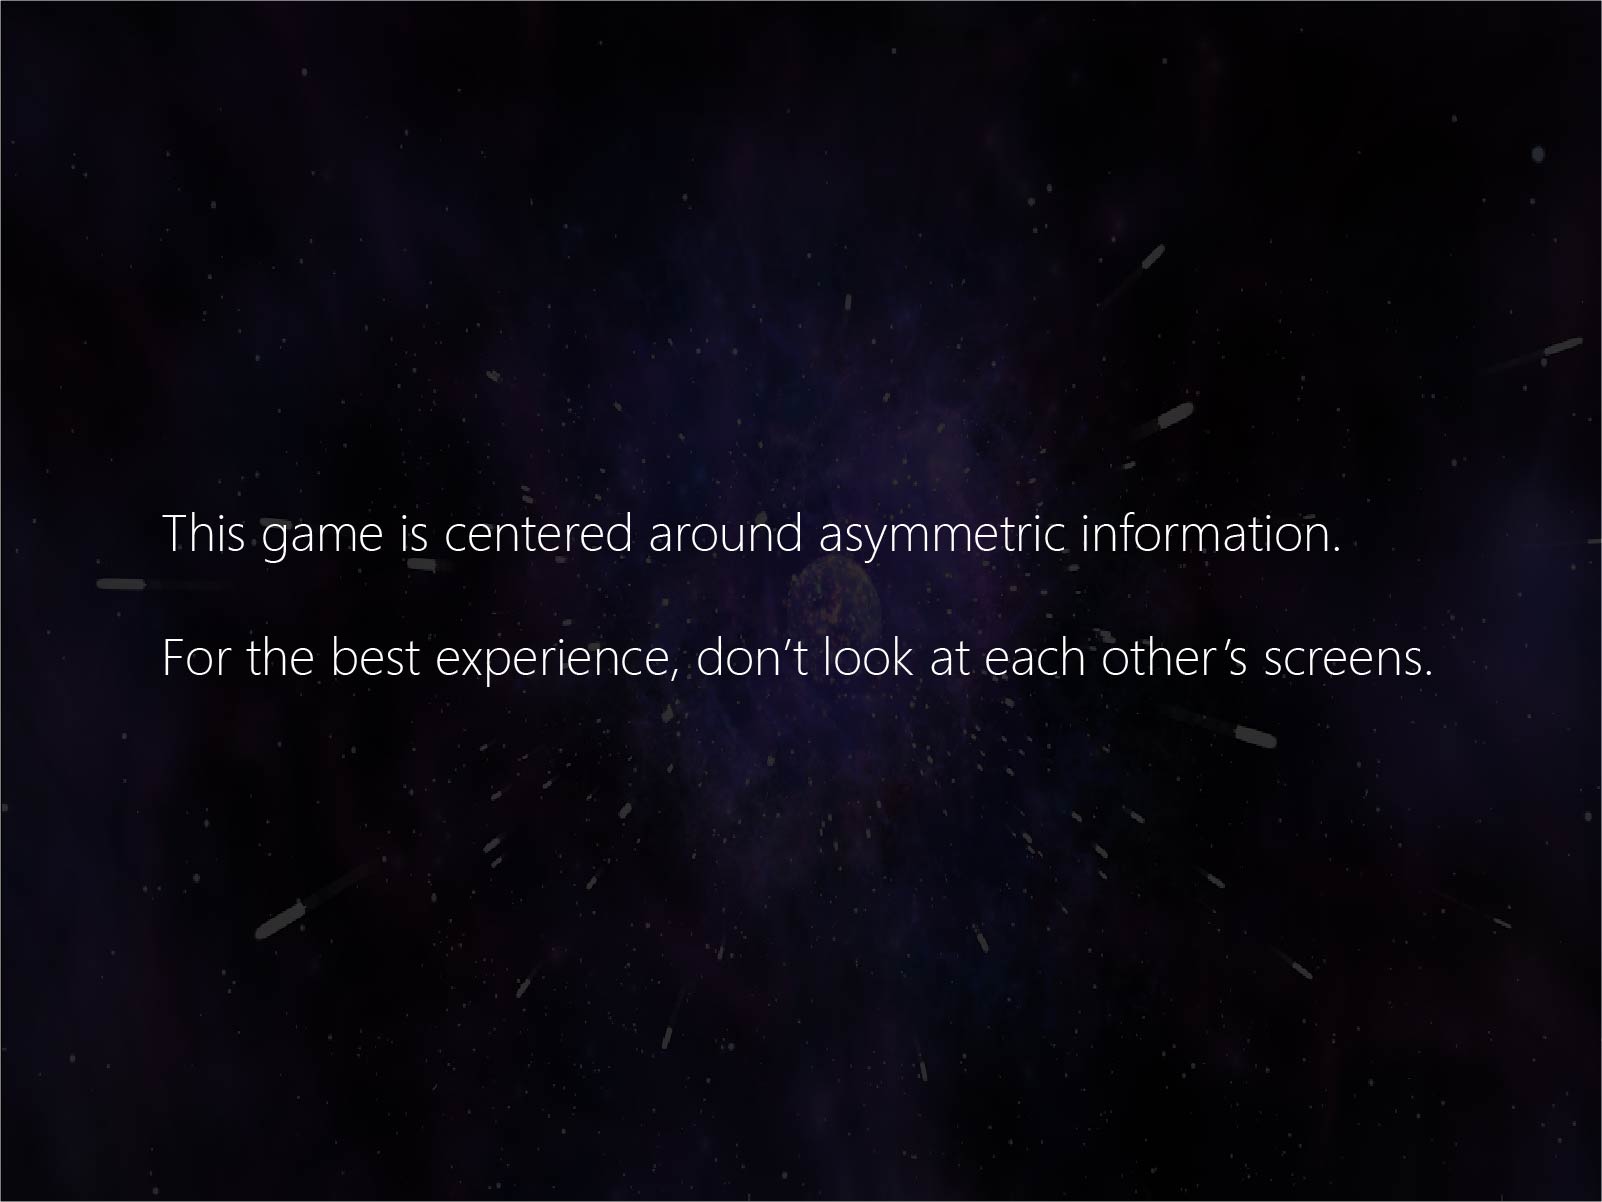 This game is centered around asymmetric information.
For the best experience, don’t look at each other’s screens.